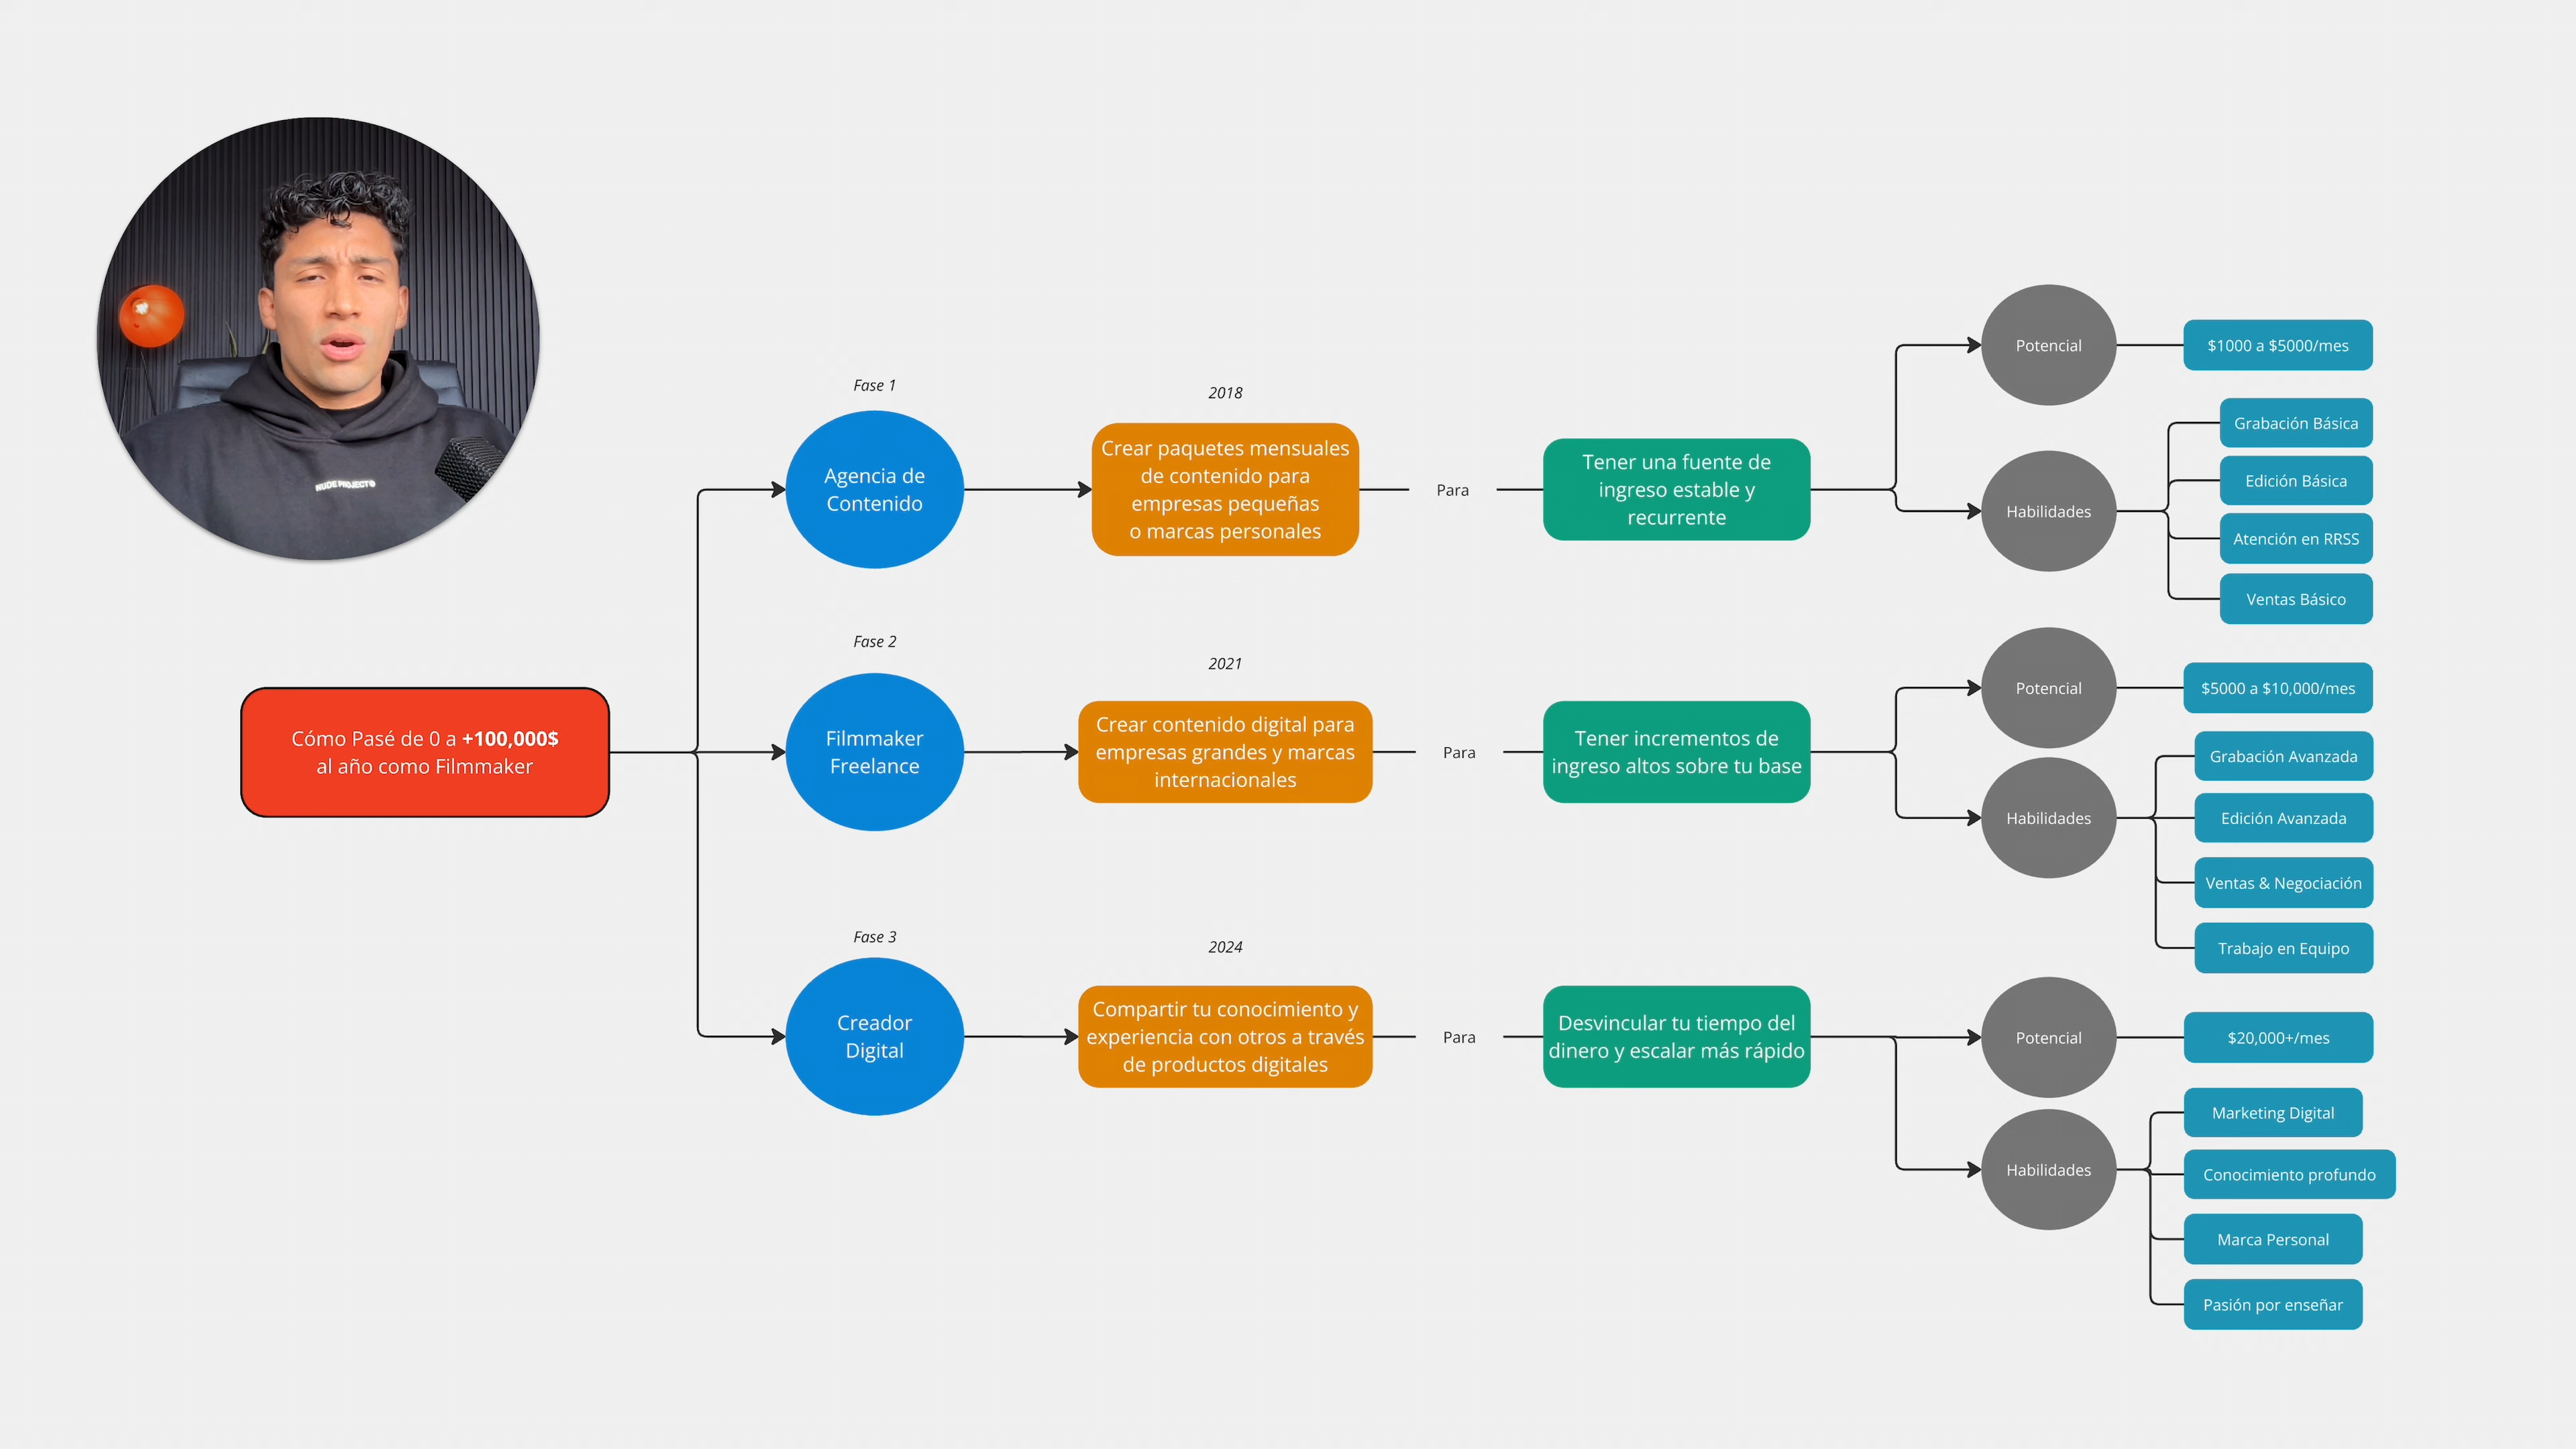 NUDE PROJECT®
Cómo Pasé de 0 a +100,000$
al año como Filmmaker
Fase 1
Agencia de
Contenido
2018
Crear paquetes mensuales
de contenido para
empresas pequeñas
o marcas personales
Para
Tener una fuente de
ingreso estable y
recurrente
Potencial
$1000 a $5000/mes
Habilidades
Grabación Básica
Edición Básica
Atención en RRSS
Ventas Básico
Fase 2
Filmmaker
Freelance
2021
Crear contenido digital para
empresas grandes y marcas
internacionales
Para
Tener incrementos de
ingreso altos sobre tu base
Potencial
$5000 a $10,000/mes
Habilidades
Grabación Avanzada
Edición Avanzada
Ventas & Negociación
Trabajo en Equipo
Fase 3
Creador
Digital
2024
Compartir tu conocimiento y
experiencia con otros a través
de productos digitales
Para
Desvincular tu tiempo del
dinero y escalar más rápido
Potencial
$20,000+/mes
Habilidades
Marketing Digital
Conocimiento profundo
Marca Personal
Pasión por enseñar